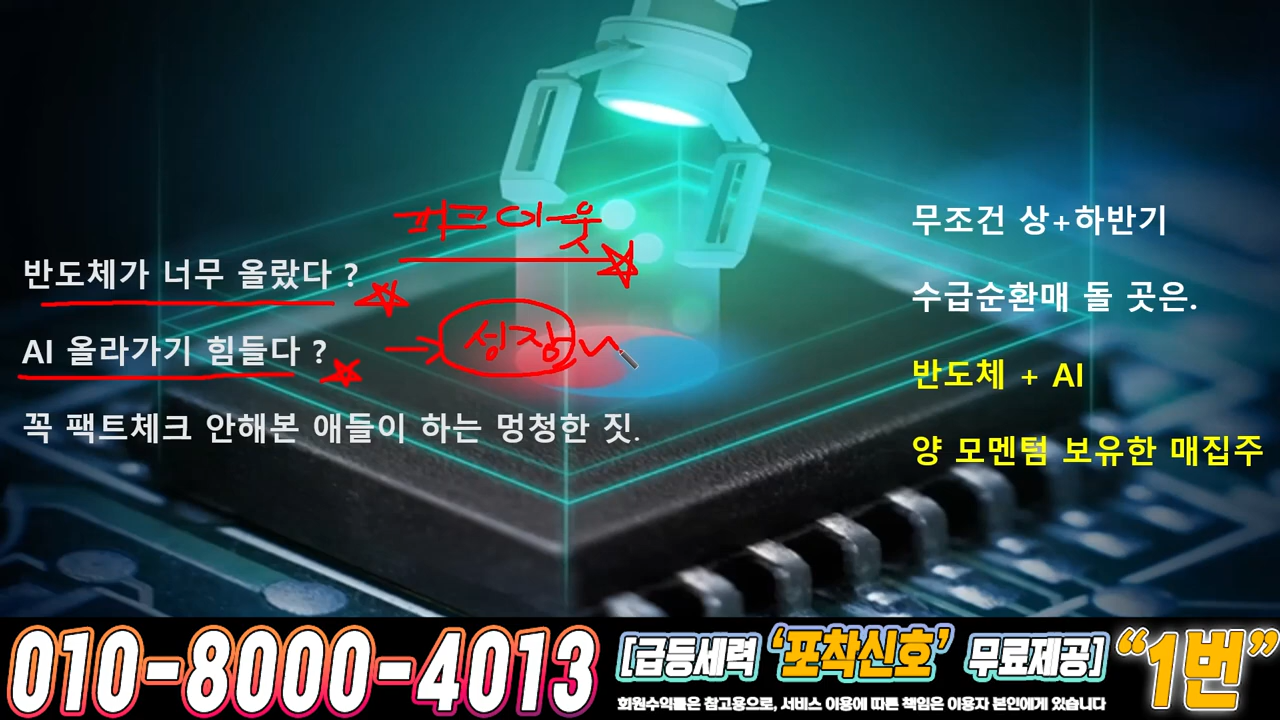 피크아웃
반도체가 너무 올랐다 ?
AI 올라가기 힘들다 ?
성장
꼭 팩트체크 안해본 애들이 하는 멍청한 짓.
무조건 상+하반기
수급순환매 돌 곳은.
반도체 + AI
양 모멘텀 보유한 매집주
010-8000-4013
[급등세력 '포착신호' 무료제공] "1번"
회원수익률은 참고용으로, 서비스 이용에 따른 책임은 이용자 본인에게 있습니다